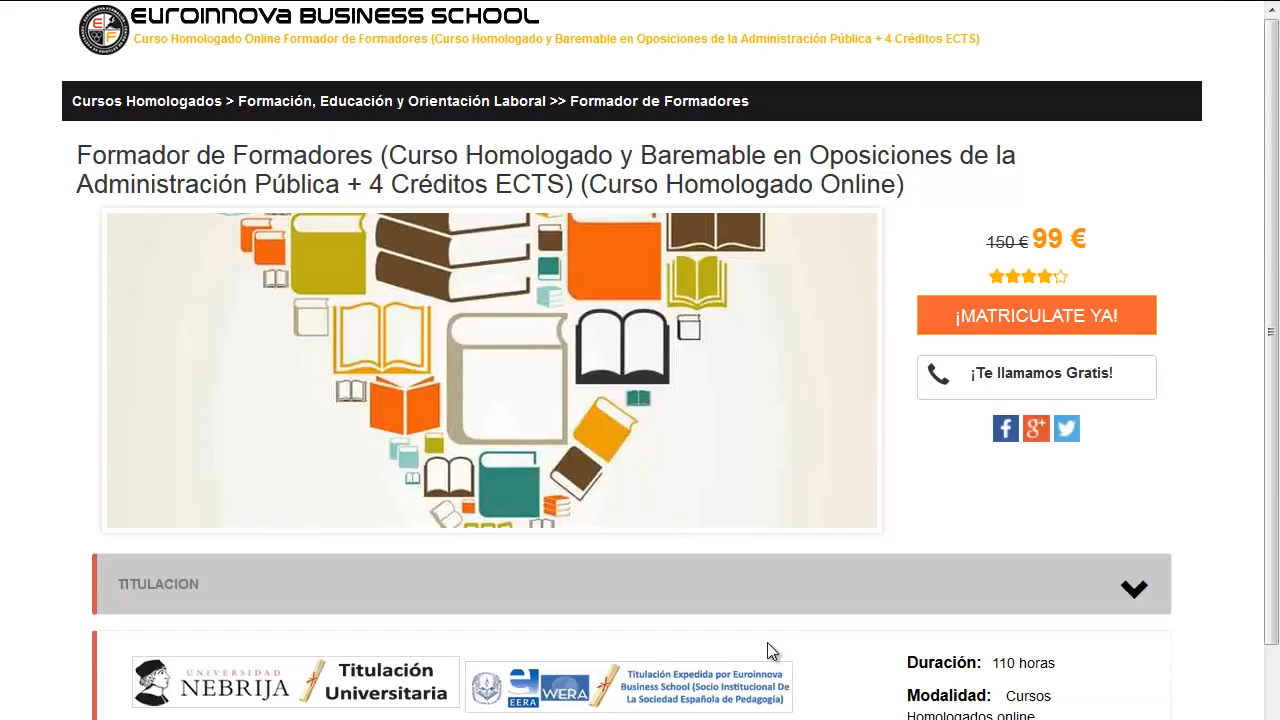 EUROINNOVA BUSINESS SCHOOL
Curso Homologado Online Formador de Formadores (Curso Homologado y Baremable en Oposiciones de la Administración Pública + 4 Créditos ECTS)
Cursos Homologados > Formación, Educación y Orientación Laboral >> Formador de Formadores
Formador de Formadores (Curso Homologado y Baremable en Oposiciones de la
Administración Pública + 4 Créditos ECTS) (Curso Homologado Online)
150 € 99 €
¡MATRICULATE YA!
¡Te llamamos Gratis!
TITULACION
UNIVERSIDAD
NEBRIJA
Titulación
Universitaria
EERA
WERA
Titulación Expedida por Euroinnova
Business School (Socio Institucional De
La Sociedad Española de Pedagogía)
Duración: 110 horas
Modalidad: Cursos
Homologados online